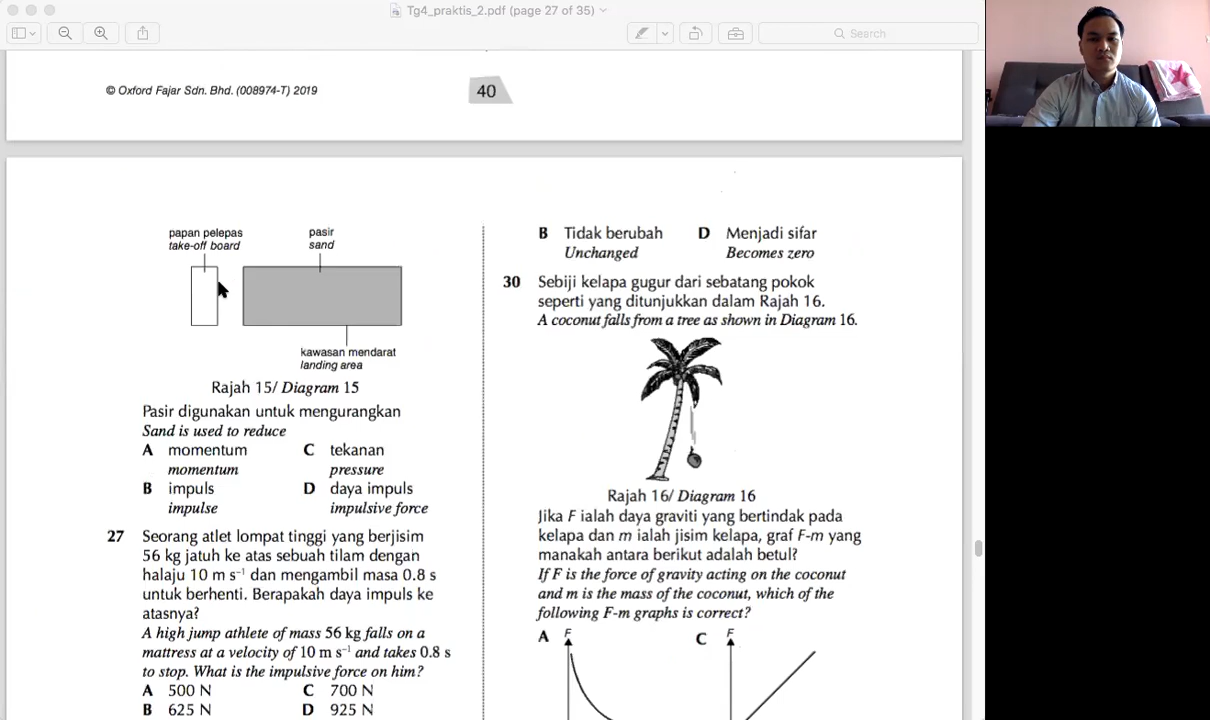 Tg4_praktis_2.pdf (page 27 of 35)
Search
© Oxford Fajar Sdn. Bhd. (008974-T) 2019
40
papan pelepas
take-off board
pasir
sand
kawasan mendarat
landing area
Rajah 15/ Diagram 15
Pasir digunakan untuk mengurangkan
Sand is used to reduce
A momentum
momentum
C tekanan
pressure
B impuls
impulse
D daya impuls
impulsive force
27 Seorang atlet lompat tinggi yang berjisim
56 kg jatuh ke atas sebuah tilam dengan
halaju 10 m s⁻¹ dan mengambil masa 0.8 s
untuk berhenti. Berapakah daya impuls ke
atasnya?
A high jump athlete of mass 56 kg falls on a
mattress at a velocity of 10 m s⁻¹ and takes 0.8 s
to stop. What is the impulsive force on him?
A 500 N C 700 N
B 625 N D 925 N
B Tidak berubah D Menjadi sifar
Unchanged Becomes zero
30 Sebiji kelapa gugur dari sebatang pokok
seperti yang ditunjukkan dalam Rajah 16.
A coconut falls from a tree as shown in Diagram 16.
Rajah 16/ Diagram 16
Jika F ialah daya graviti yang bertindak pada
kelapa dan m ialah jisim kelapa, graf F-m yang
manakah antara berikut adalah betul?
If F is the force of gravity acting on the coconut
and m is the mass of the coconut, which of the
following F-m graphs is correct?
A F C F